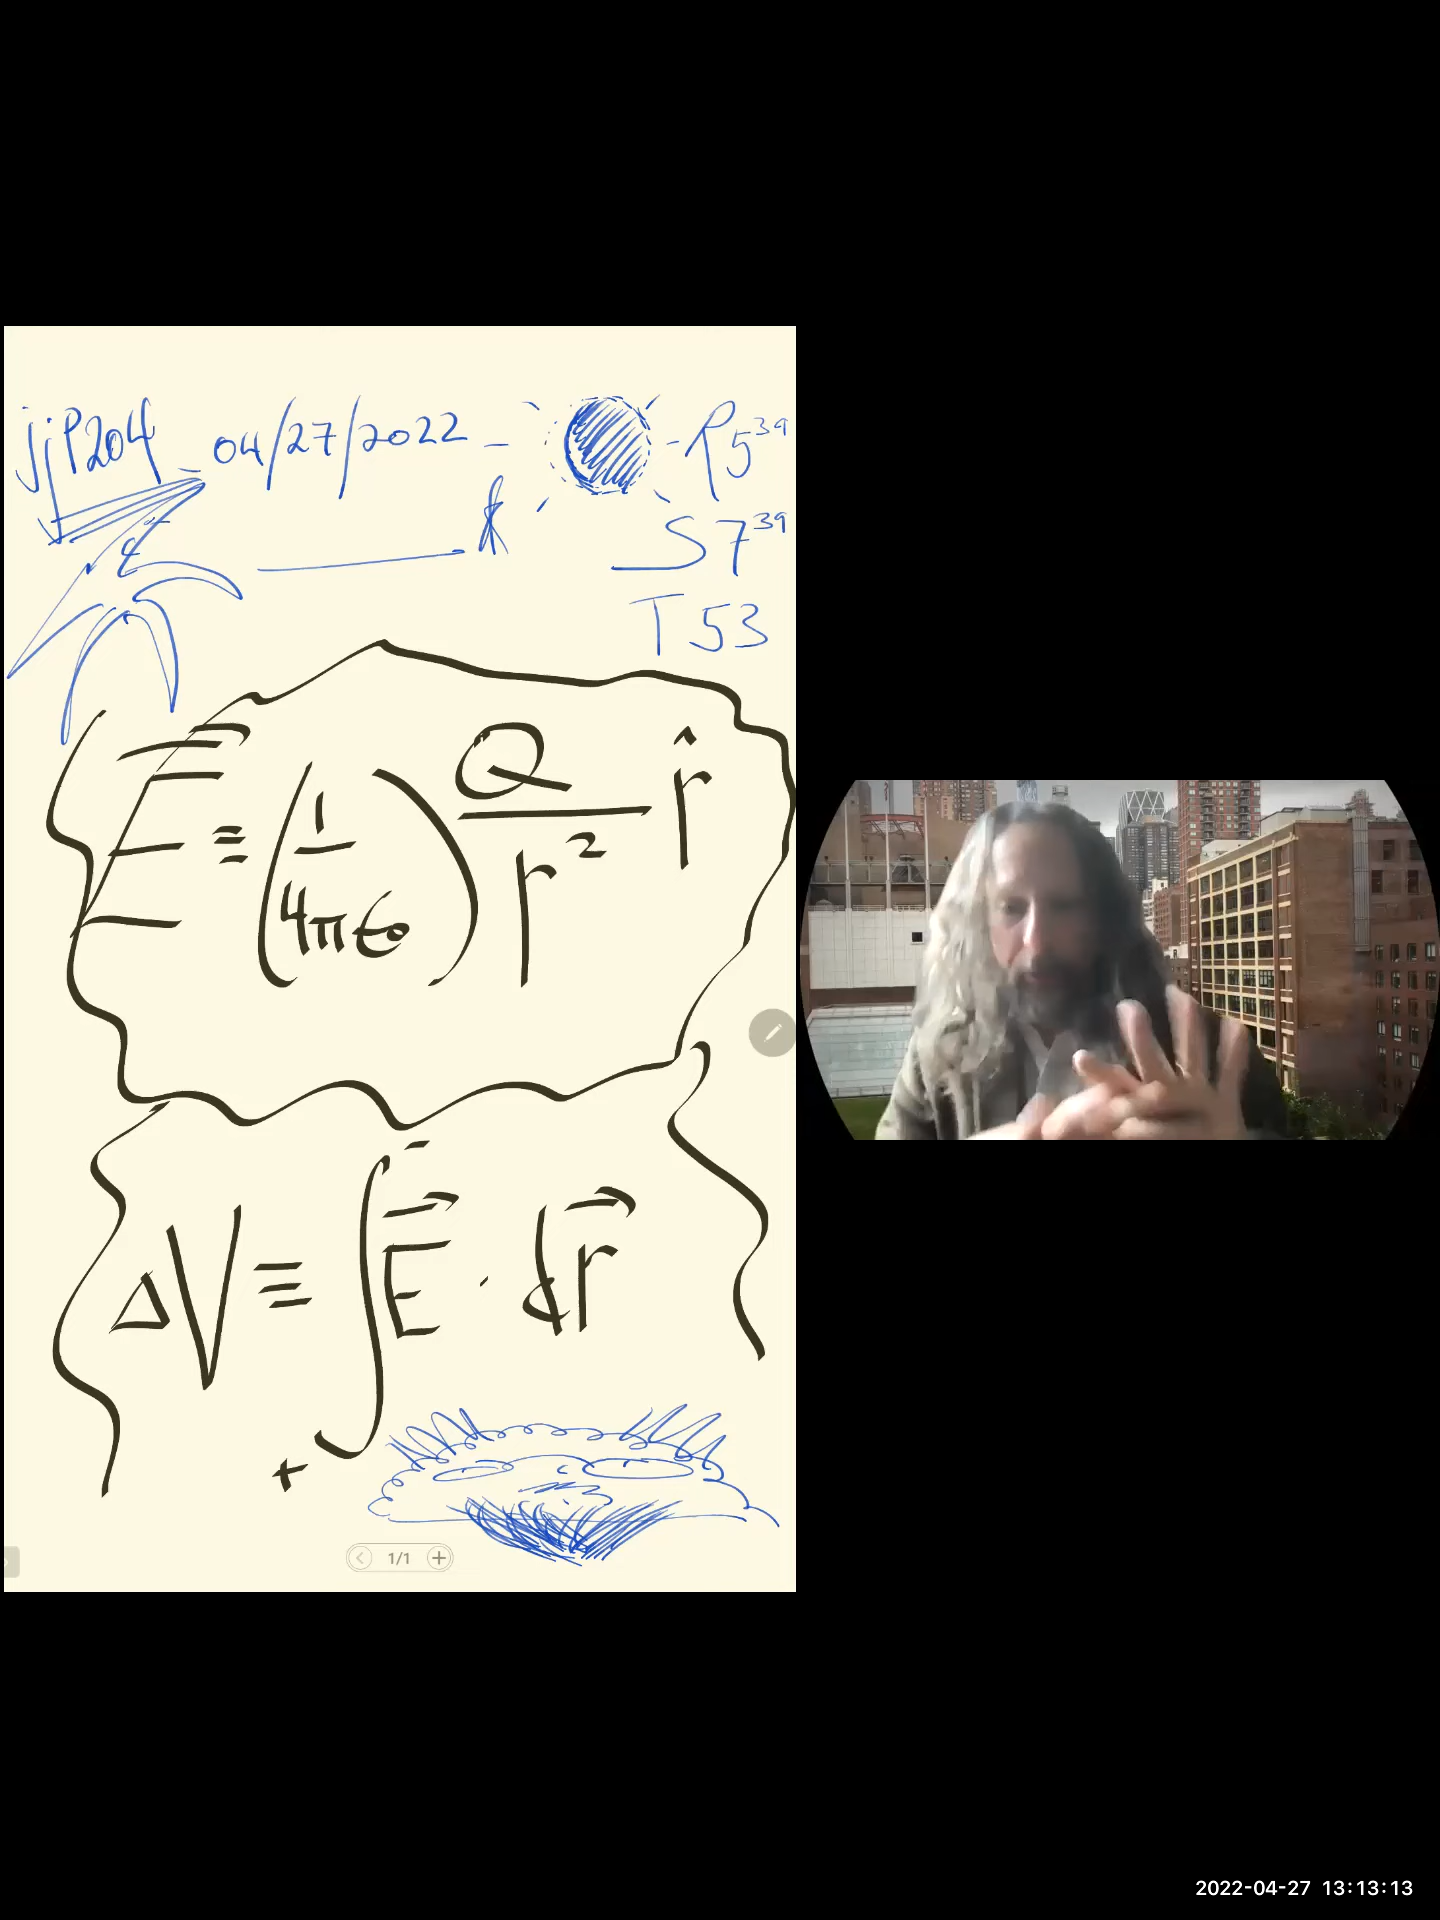 jjP204 - 04/27/2022 - - R5³⁹
S7³⁹
T53
E⃗ = (1/4πϵ₀) Q/r² r̂
ΔV ≡ ∫₊⁻ E⃗ · dr⃗
1/1
2022-04-27 13:13:13